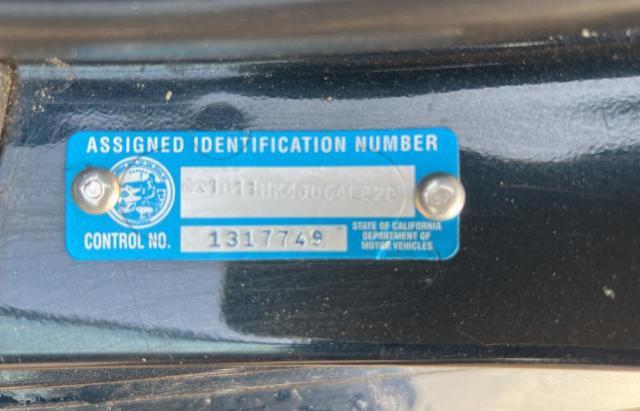 ASSIGNED IDENTIFICATION NUMBER
CONTROL NO. 1317749
STATE OF CALIFORNIA
DEPARTMENT OF
MOTOR VEHICLES